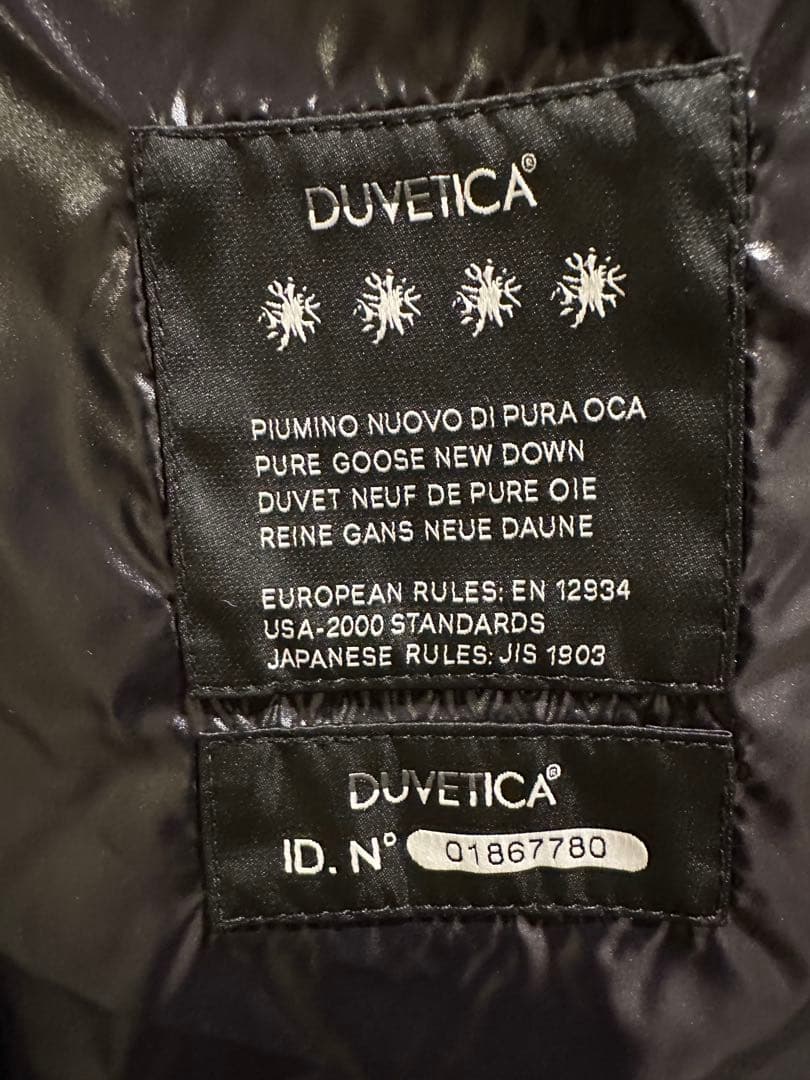 DUVETICA®
PIUMINO NUOVO DI PURA OCA
PURE GOOSE NEW DOWN
DUVET NEUF DE PURE OIE
REINE GANS NEUE DAUNE
EUROPEAN RULES: EN 12934
USA-2000 STANDARDS
JAPANESE RULES: JIS 1903
DUVETICA®
ID. N° 01867780